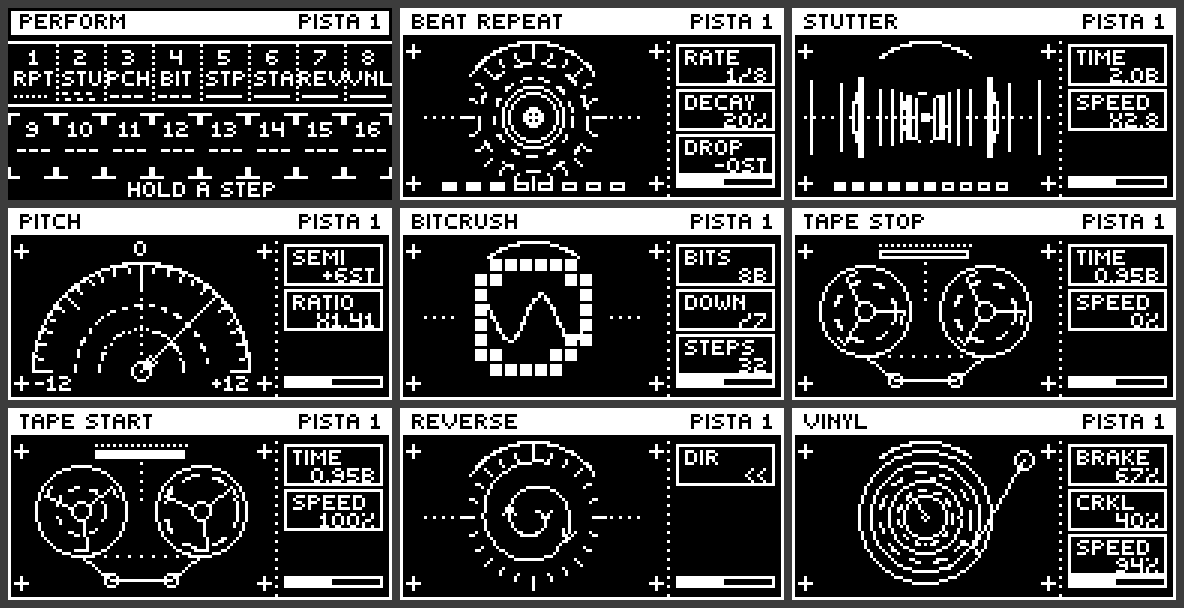 PERFORM PISTA 1
1 2 3 4 5 6 7 8
RPT STU PCH BIT STP STA REV VNL
9 10 11 12 13 14 15 16
HOLD A STEP
BEAT REPEAT PISTA 1
RATE
1/8
DECAY
20%
DROP
-0ST
STUTTER PISTA 1
TIME
2.0B
SPEED
PITCH PISTA 1
0
-12 +12
SEMI
+6ST
RATIO
X1.41
BITCRUSH PISTA 1
BITS
8B
DOWN
/7
STEPS
32
TAPE STOP PISTA 1
TIME
0.95B
SPEED
0%
TAPE START PISTA 1
TIME
0.95B
SPEED
100%
REVERSE PISTA 1
DIR
<<
VINYL PISTA 1
BRAKE
67%
CRKL
40%
SPEED
94%